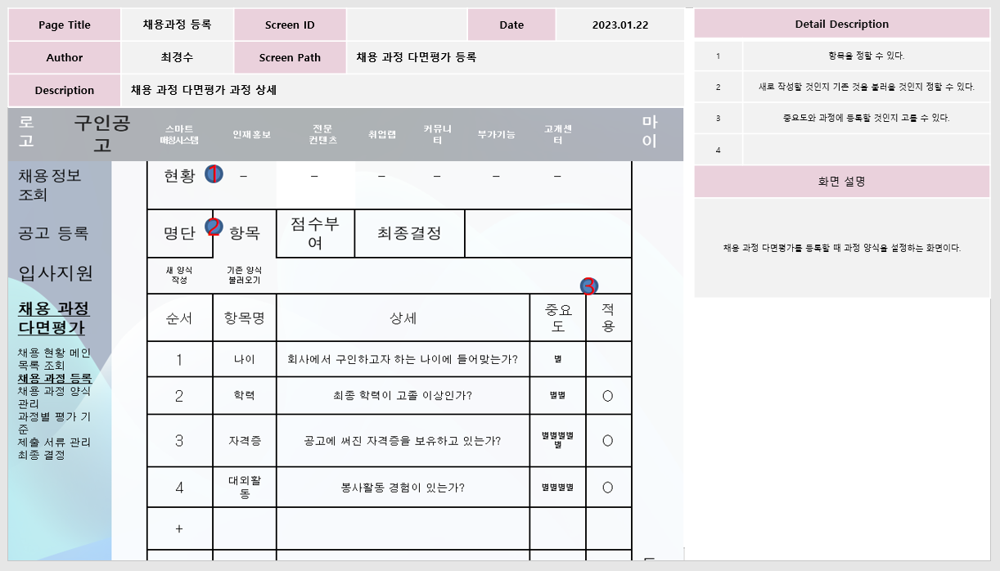 Page Title 채용과정 등록 Screen ID Date 2023.01.22
Author 최경수 Screen Path 채용 과정 다면평가 등록
Description 채용 과정 다면평가 과정 상세
로
고
구인공
고
스마트
매칭시스템
인재홍보
전문
컨텐츠
취업랩
커뮤니
티
부가기능
고객센
터
마
이
채용정보
조회
공고 등록
입사지원
채용 과정
다면평가
채용 현황 메인
목록 조회
채용 과정 등록
채용 과정 양식
관리
과정별 평가 기
준
제출 서류 관리
최종 결정
현황 1 – – – – – –
명단 2 항목 점수부
여
최종결정
새 양식
작성
기존 양식
불러오기
3
순서 항목명 상세 중요
도
적
용
1 나이 회사에서 구인하고자 하는 나이에 들어맞는가? 별
2 학력 최종 학력이 고졸 이상인가? 별별 O
3 자격증 공고에 써진 자격증을 보유하고 있는가? 별별별별
별
O
4 대외활
동
봉사활동 경험이 있는가? 별별별별 O
+
Detail Description
1 항목을 정할 수 있다.
2 새로 작성할 것인지 기존 것을 불러올 것인지 정할 수 있다.
3 중요도와 과정에 등록할 것인지 고를 수 있다.
4
화면 설명
채용 과정 다면평가를 등록할 때 과정 양식을 설정하는 화면이다.